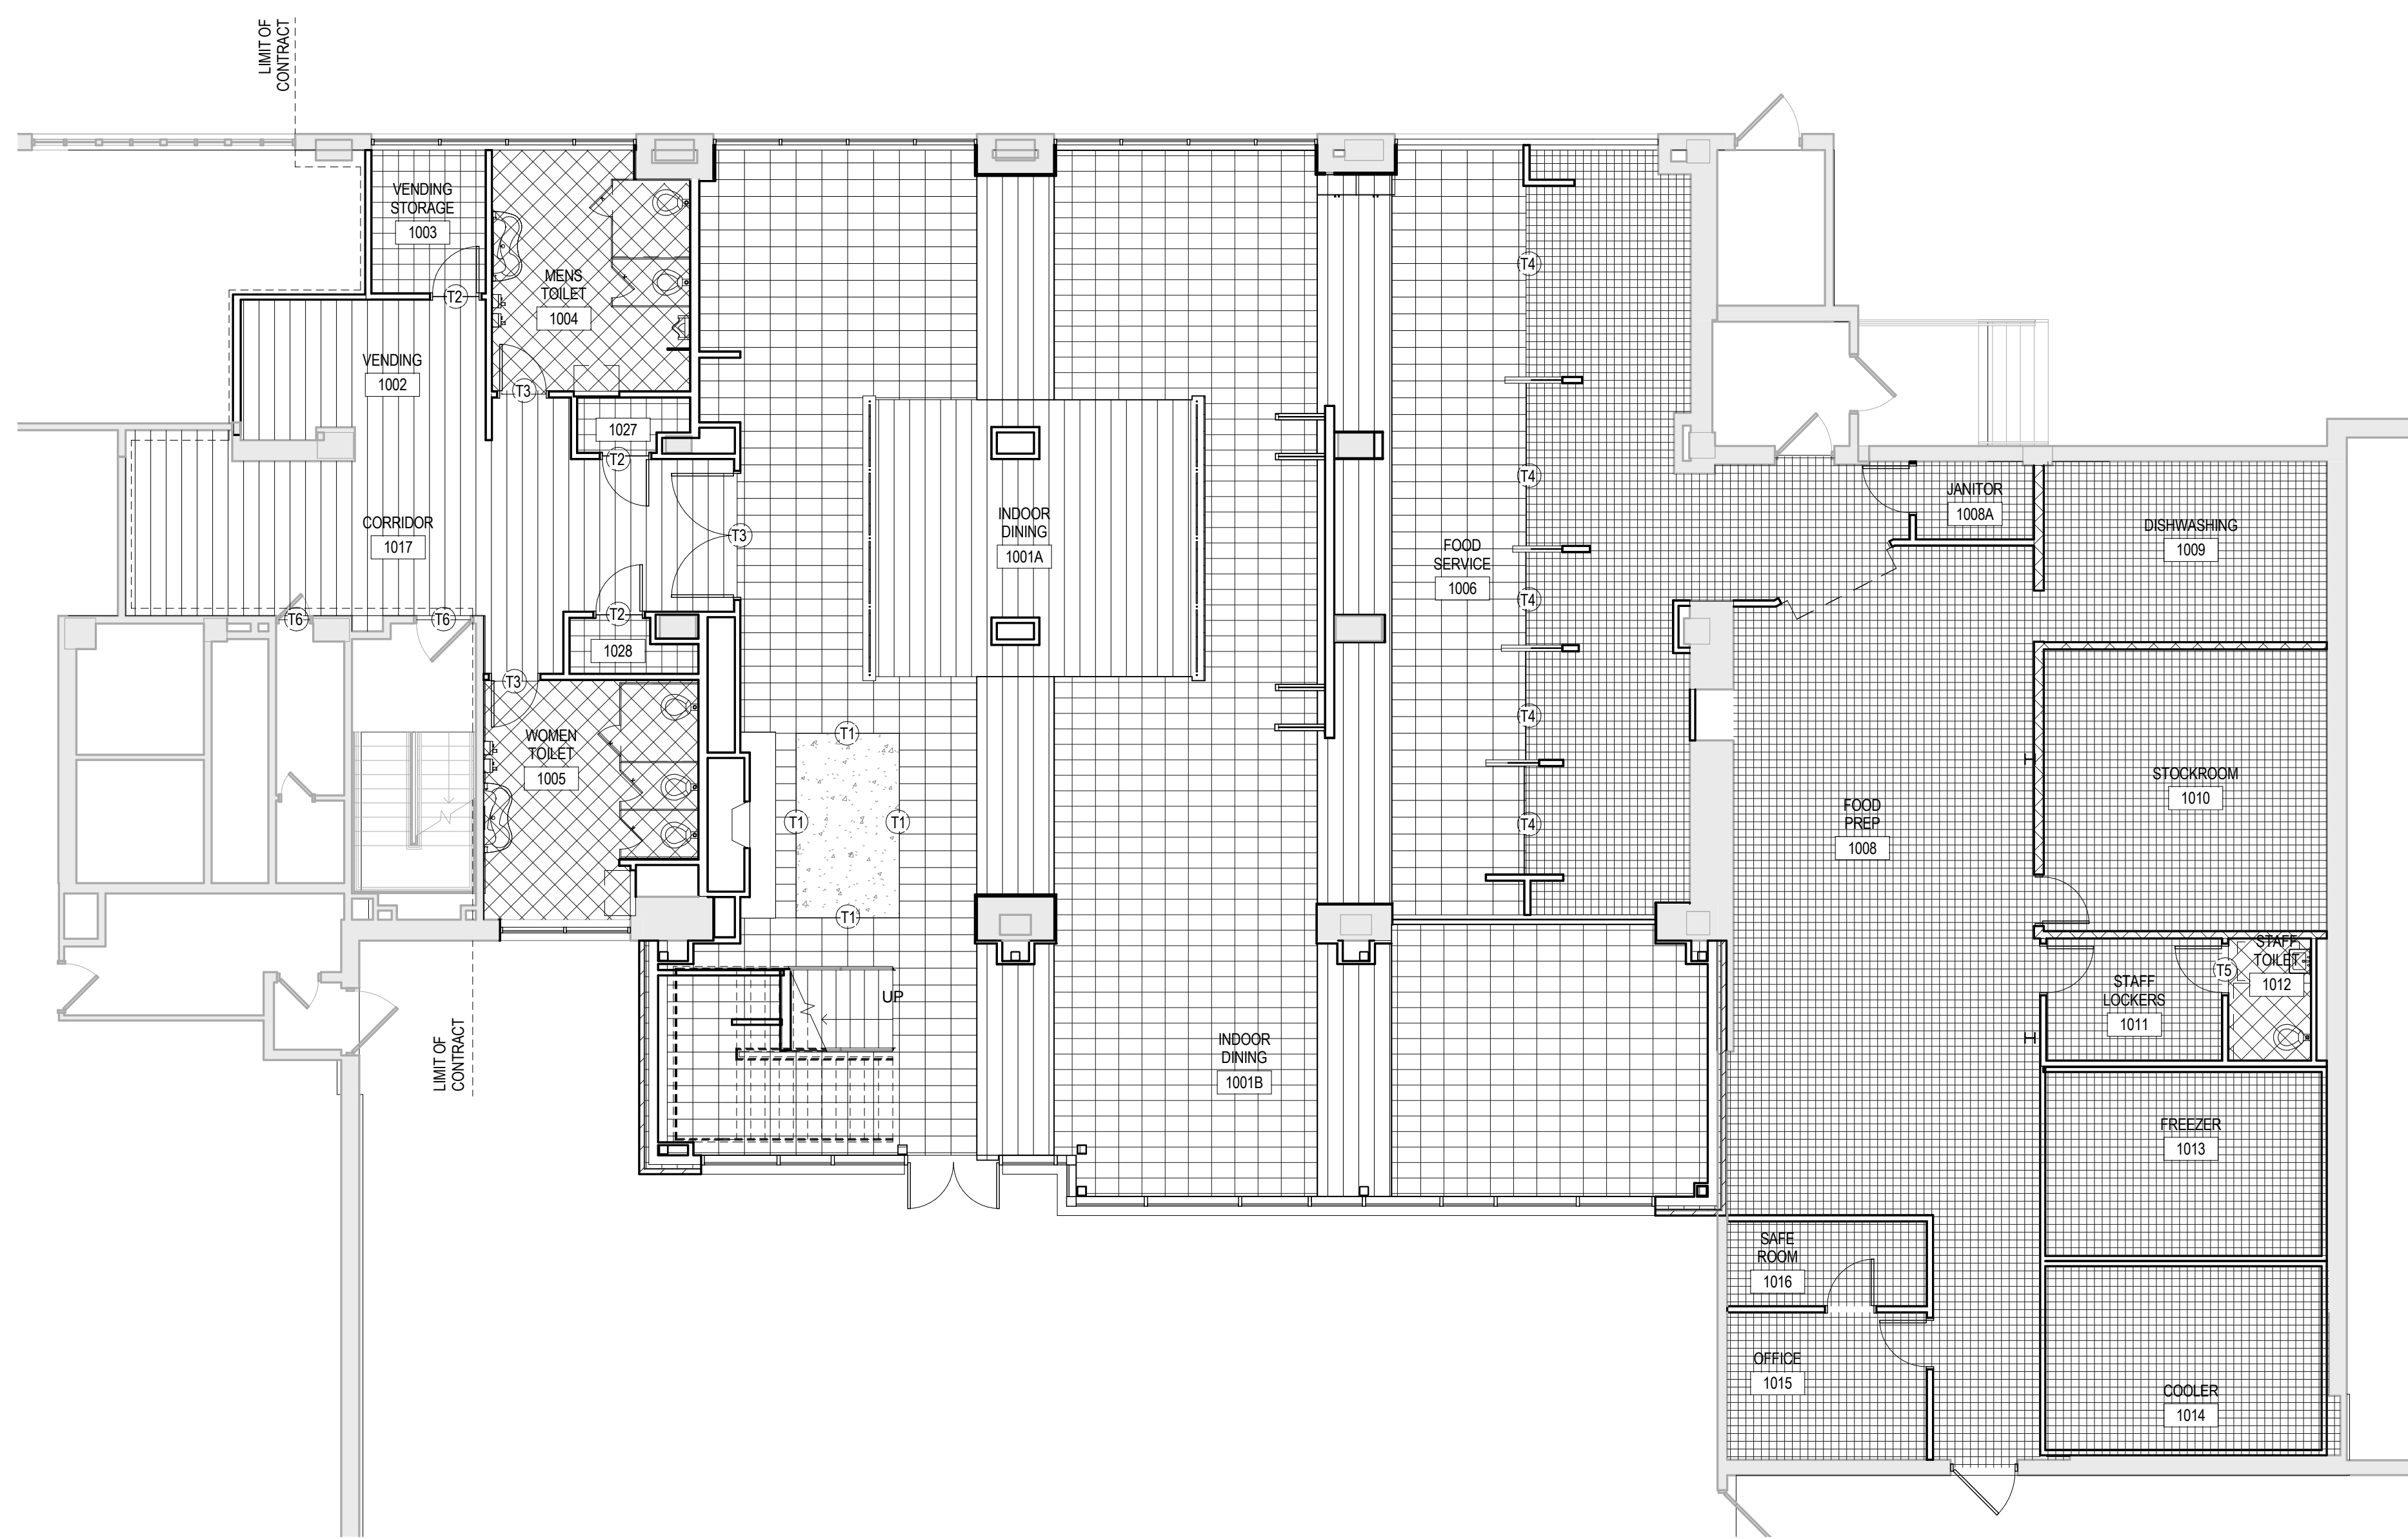 LIMIT OF
CONTRACT
VENDING
STORAGE
1003
T2
MENS
TOILET
1004
T3
VENDING
1002
1027
T2
CORRIDOR
1017
T3
T6
T6
T2
1028
T3
WOMEN
TOILET
1005
T1
T1
T1
T1
INDOOR
DINING
1001A
UP
INDOOR
DINING
1001B
LIMIT OF
CONTRACT
T4
T4
FOOD
SERVICE
1006
T4
T4
T4
JANITOR
1008A
DISHWASHING
1009
STOCKROOM
1010
FOOD
PREP
1008
STAFF
TOILET
1012
T5
STAFF
LOCKERS
1011
FREEZER
1013
SAFE
ROOM
1016
OFFICE
1015
COOLER
1014